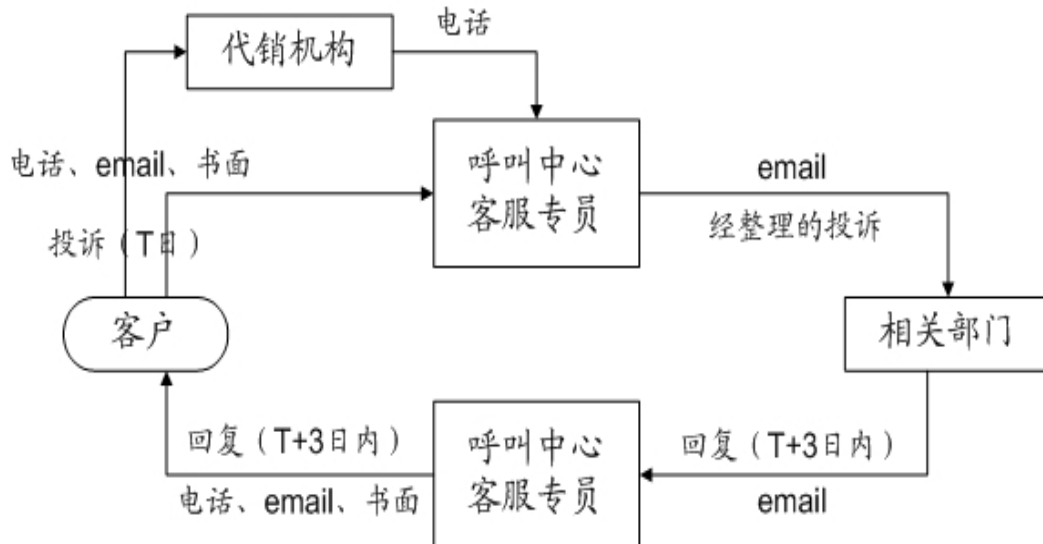 电话
代销机构
呼叫中心
客服专员
电话、email、书面
email
投诉（T日）
经整理的投诉
客户
相关部门
回复（T+3日内）
呼叫中心
客服专员
回复（T+3日内）
电话、email、书面
email